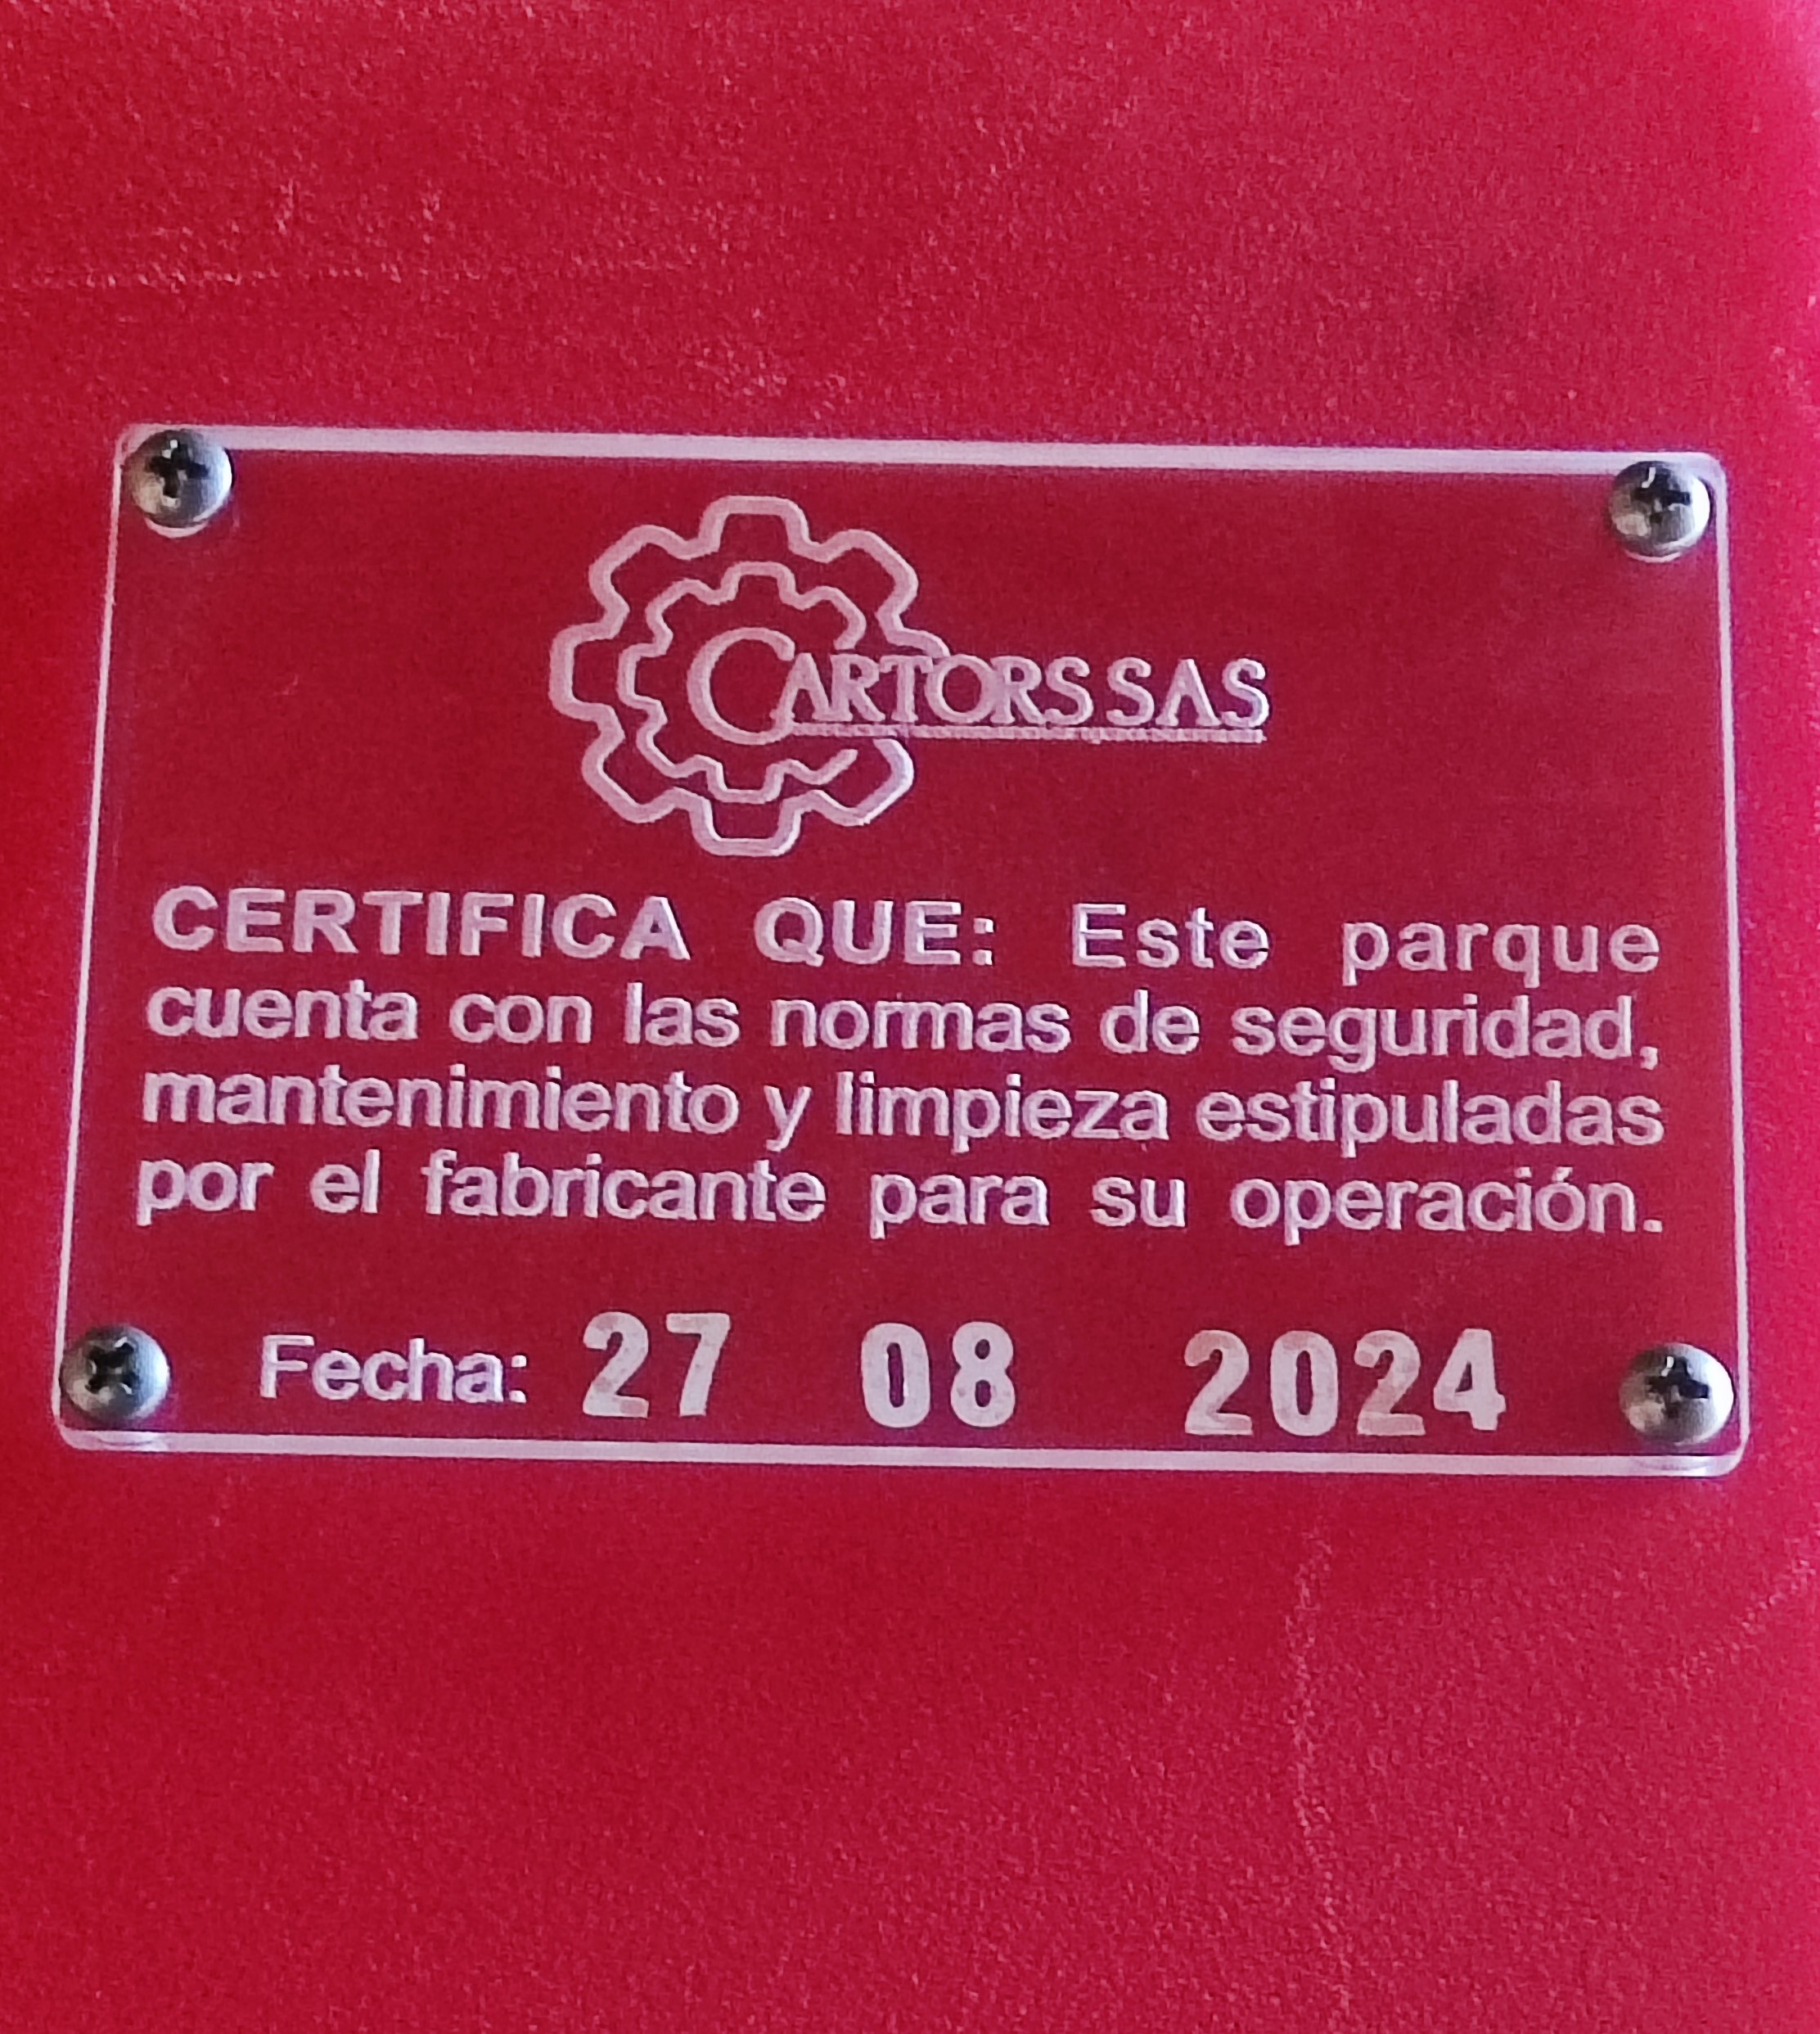 CARTORS SAS
CERTIFICA QUE: Este parque
cuenta con las normas de seguridad,
mantenimiento y limpieza estipuladas
por el fabricante para su operación.
Fecha: 27 08 2024